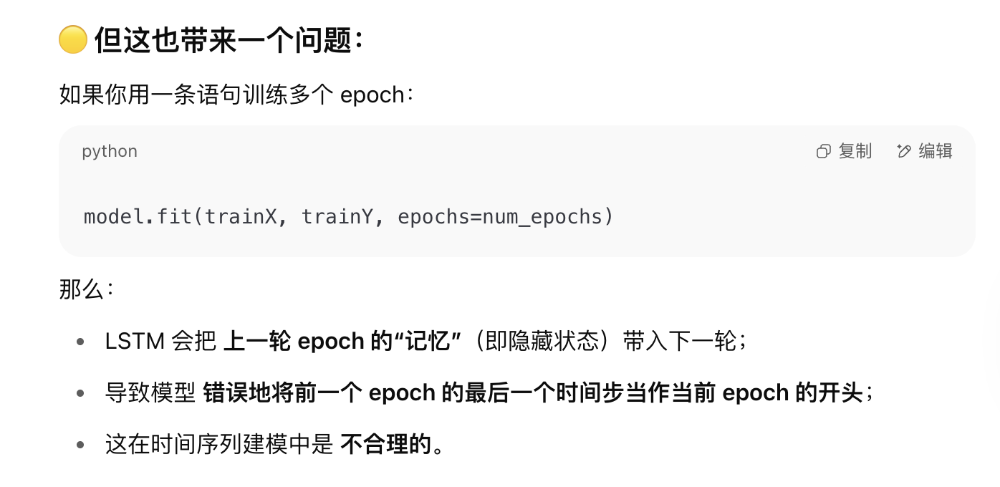 🟡 但这也带来一个问题：
如果你用一条语句训练多个 epoch：
python 复制 编辑
model.fit(trainX, trainY, epochs=num_epochs)
那么：
• LSTM 会把 上一轮 epoch 的“记忆”（即隐藏状态）带入下一轮；
• 导致模型 错误地将前一个 epoch 的最后一个时间步当作当前 epoch 的开头；
• 这在时间序列建模中是 不合理的。